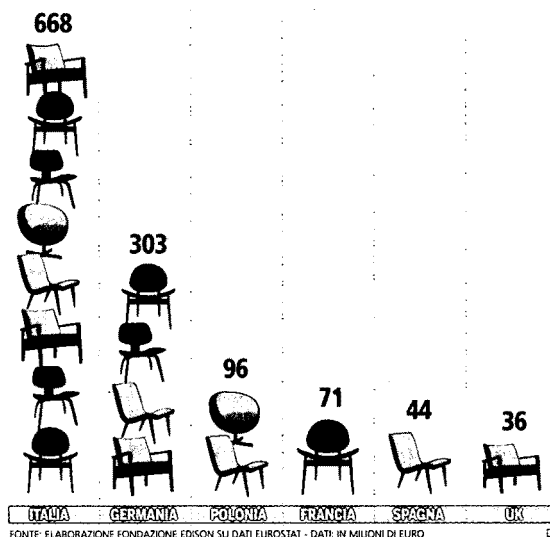 668
303
96
71
44
36
ITALIA
GERMANIA
POLONIA
FRANCIA
SPAGNA
UK
FONTE: ELABORAZIONE FONDAZIONE EDISON SU DATI EUROSTAT - DATI: IN MILIONI DI EURO